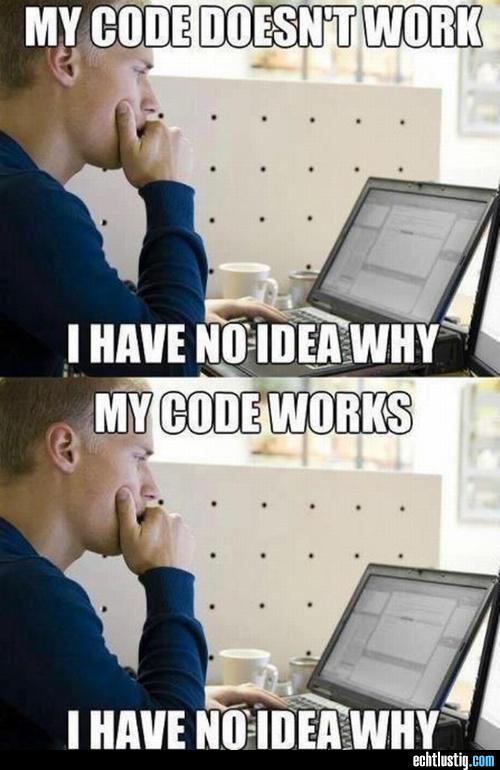 MY CODE DOESN'T WORK
I HAVE NO IDEA WHY
MY CODE WORKS
I HAVE NO IDEA WHY
echtlustig.com